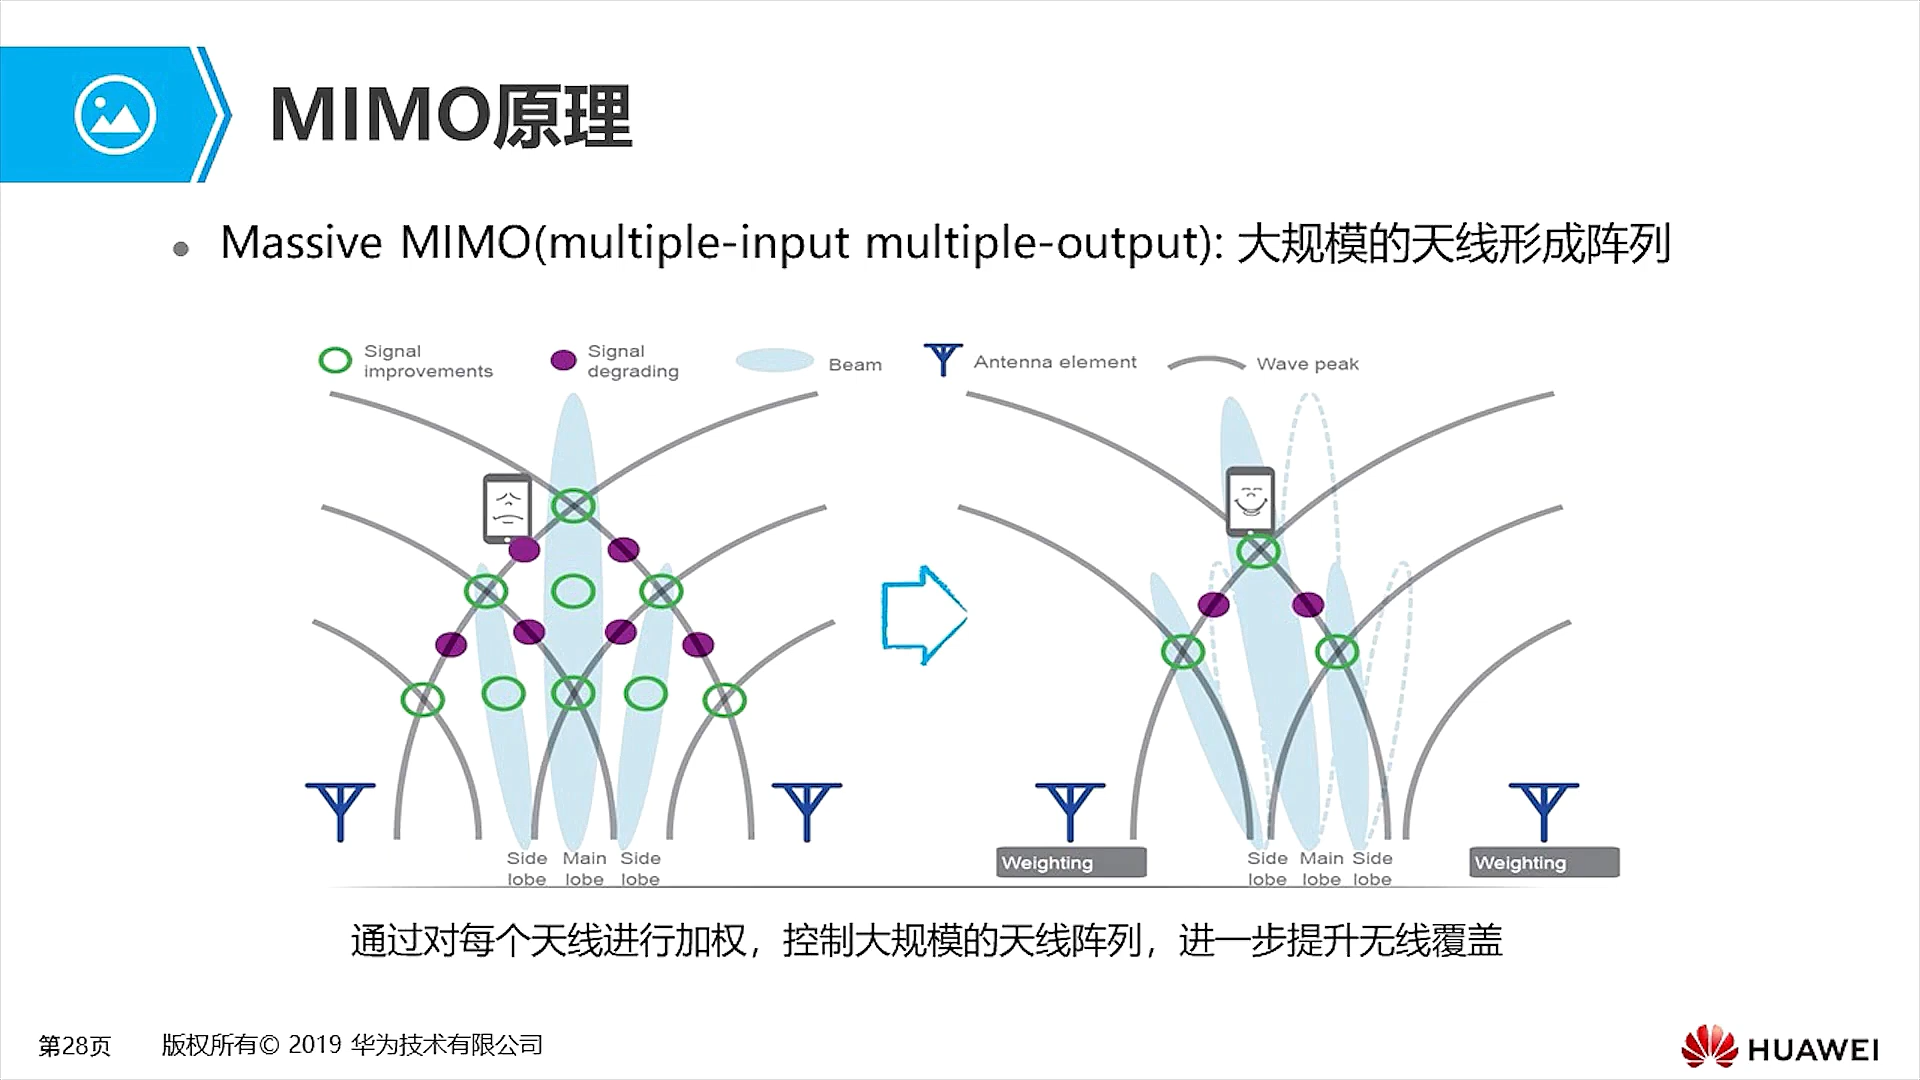 MIMO原理
Massive MIMO(multiple-input multiple-output): 大规模的天线形成阵列
Signal improvements
Signal degrading
Beam
Antenna element
Wave peak
Side lobe
Main lobe
Side lobe
Weighting
Side lobe
Main lobe
Side lobe
Weighting
通过对每个天线进行加权，控制大规模的天线阵列，进一步提升无线覆盖
第28页
版权所有© 2019 华为技术有限公司
HUAWEI